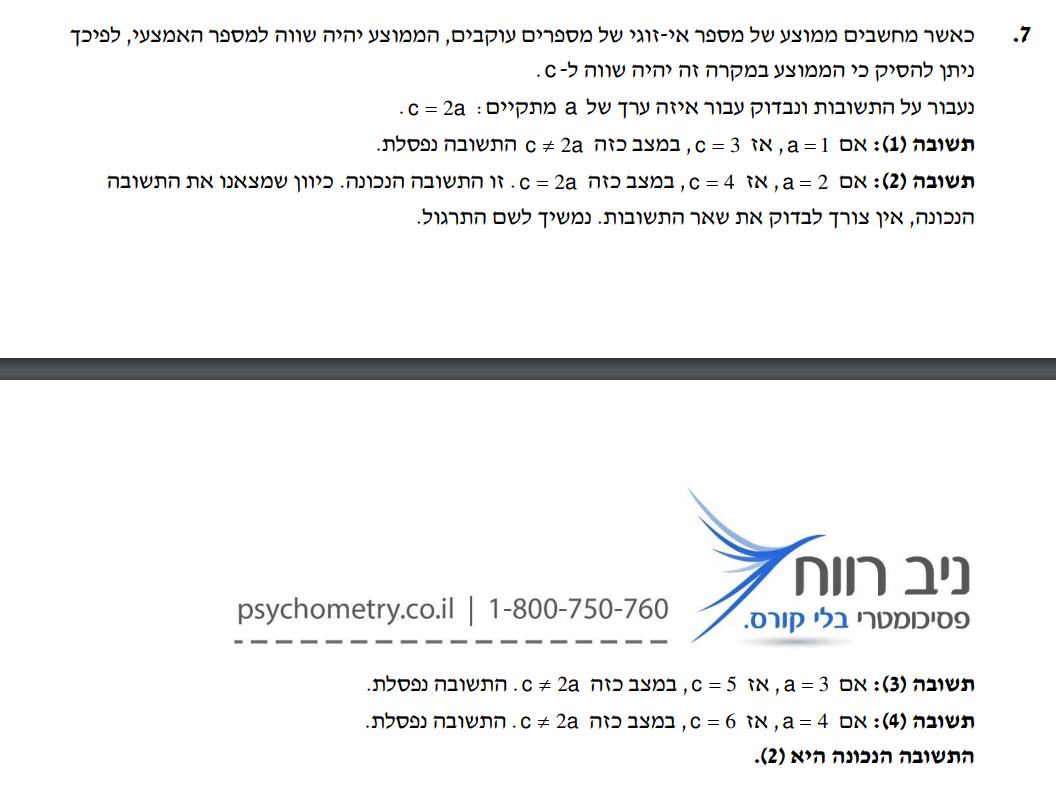 7. כאשר מחשבים ממוצע של מספר אי-זוגי של מספרים עוקבים, הממוצע יהיה שווה למספר האמצעי, לפיכך
ניתן להסיק כי הממוצע במקרה זה יהיה שווה ל-c.
נעבור על התשובות ונבדוק עבור איזה ערך של a מתקיים: c = 2a.
תשובה (1): אם a = 1, אז c = 3, במצב כזה c ≠ 2a התשובה נפסלת.
תשובה (2): אם a = 2, אז c = 4, במצב כזה c = 2a. זו התשובה הנכונה. כיוון שמצאנו את התשובה
הנכונה, אין צורך לבדוק את שאר התשובות. נמשיך לשם התרגול.
ניב רווח
פסיכומטרי בלי קורס.
psychometry.co.il | 1-800-750-760
תשובה (3): אם a = 3, אז c = 5, במצב כזה c ≠ 2a. התשובה נפסלת.
תשובה (4): אם a = 4, אז c = 6, במצב כזה c ≠ 2a. התשובה נפסלת.
התשובה הנכונה היא (2).